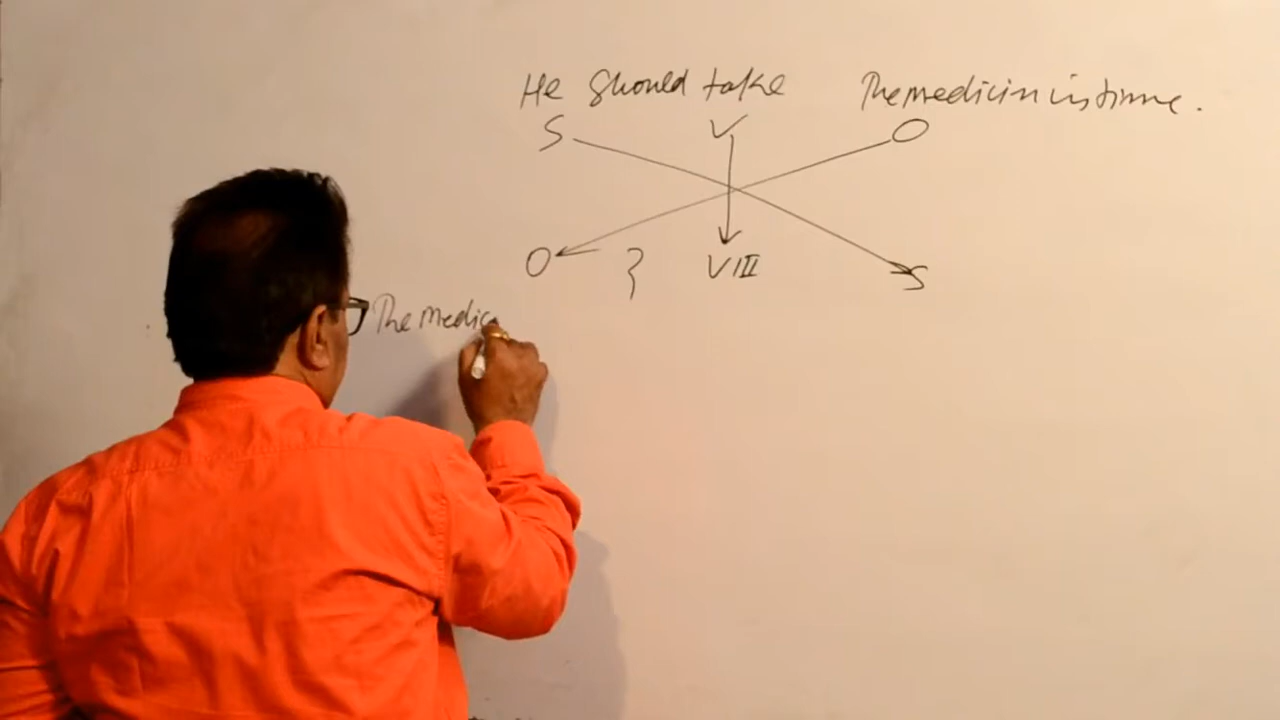 He should take The medicin in time.
S V O
O } VIII S
The medic